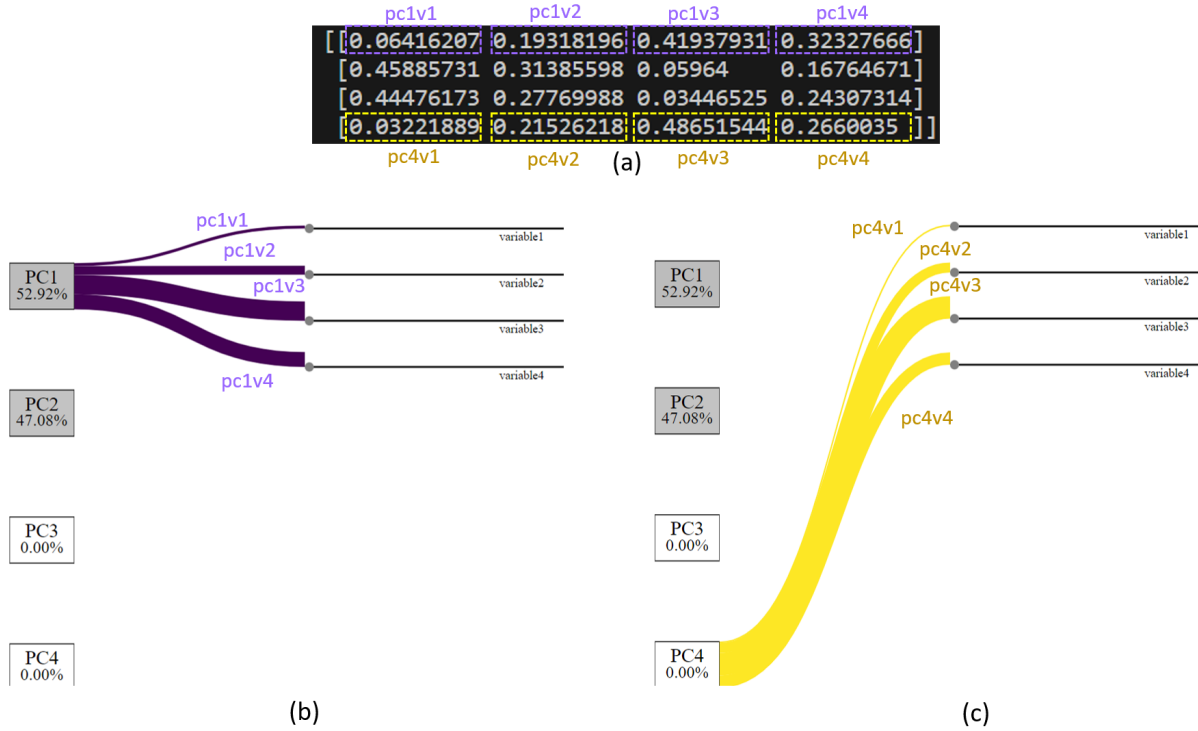 pc1v1 pc1v2 pc1v3 pc1v4
[[0.06416207 0.19318196 0.41937931 0.32327666]
[0.45885731 0.31385598 0.05964 0.16764671]
[0.44476173 0.27769988 0.03446525 0.24307314]
[0.03221889 0.21526218 0.48651544 0.2660035 ]]
pc4v1 pc4v2 pc4v3 pc4v4
(a)
pc1v1
variable1
pc1v2
PC1
52.92%
variable2
pc1v3
variable3
variable4
pc1v4
PC2
47.08%
PC3
0.00%
PC4
0.00%
(b)
pc4v1
variable1
pc4v2
PC1
52.92%
variable2
pc4v3
variable3
variable4
PC2
47.08%
pc4v4
PC3
0.00%
PC4
0.00%
(c)